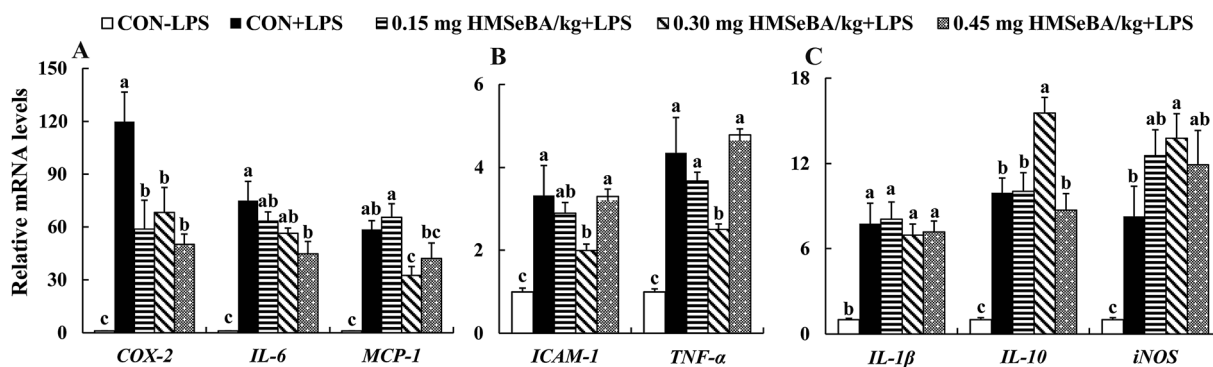 CON-LPS CON+LPS 0.15 mg HMSeBA/kg+LPS 0.30 mg HMSeBA/kg+LPS 0.45 mg HMSeBA/kg+LPS
A
Relative mRNA levels
150
120
90
60
30
0
c a b b b
c a ab ab b
c ab a c bc
COX-2 IL-6 MCP-1
B
6
4
2
0
c a ab b a
c a a b a
ICAM-1 TNF-α
C
18
12
6
0
b a a a a
c b b a b
c b ab a ab
IL-1β IL-10 iNOS